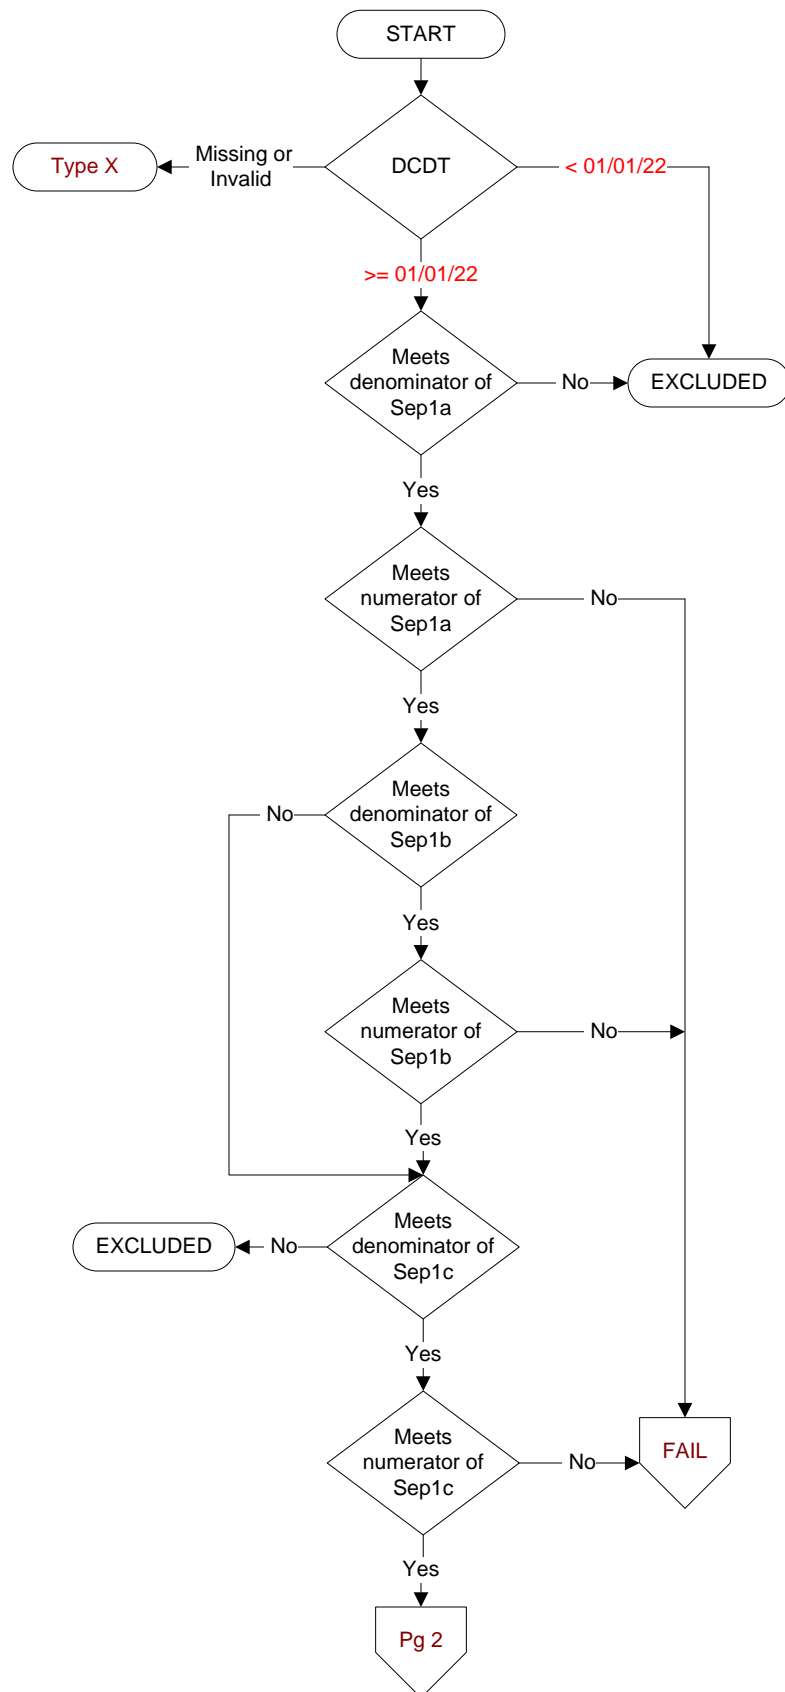 START
DCDT
Missing or
Invalid
Type X
< 01/01/22
>= 01/01/22
Meets
denominator of
Sep1a
No
EXCLUDED
Yes
Meets
numerator of
Sep1a
No
Yes
Meets
denominator of
Sep1b
No
Yes
Meets
numerator of
Sep1b
No
Yes
Meets
denominator of
Sep1c
No
EXCLUDED
Yes
Meets
numerator of
Sep1c
No
FAIL
Yes
Pg 2